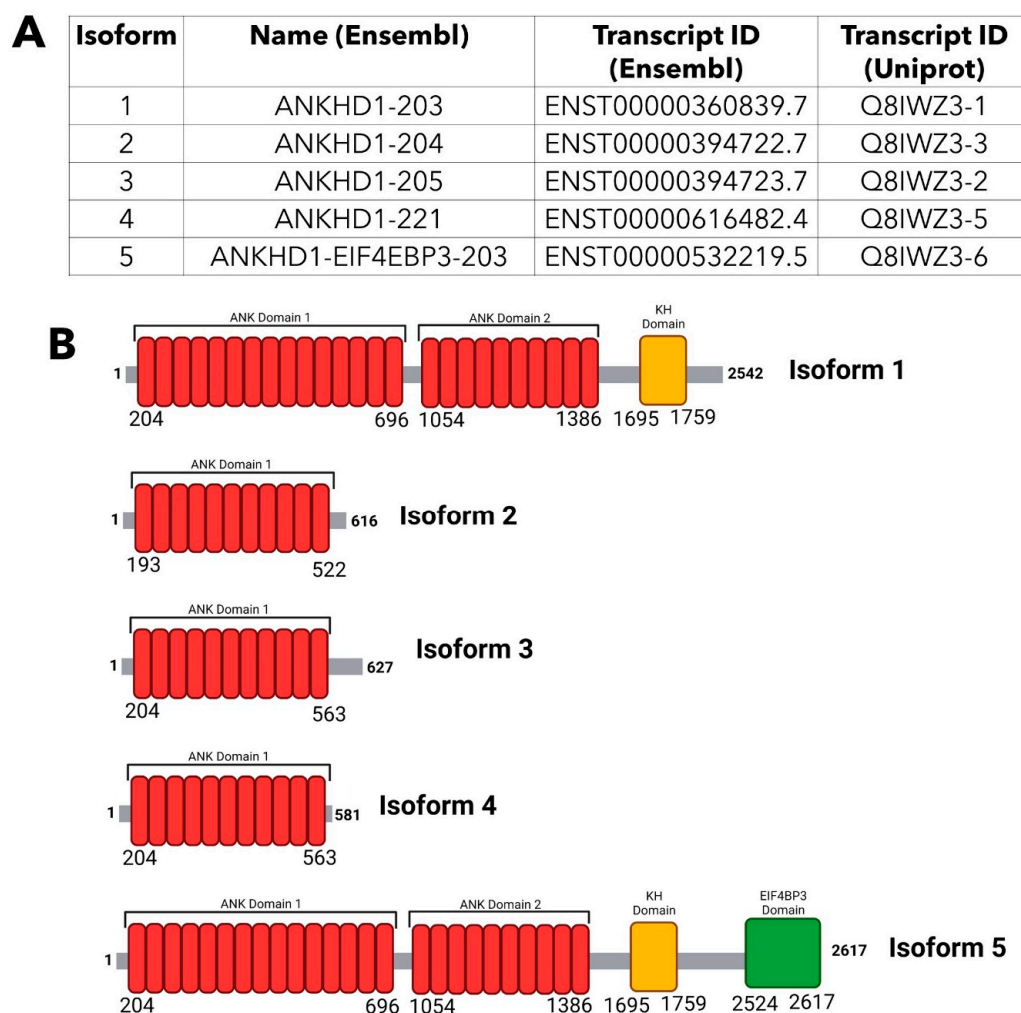 A
Isoform Name (Ensembl) Transcript ID (Ensembl) Transcript ID (Uniprot)
1 ANKHD1-203 ENST00000360839.7 Q8IWZ3-1
2 ANKHD1-204 ENST00000394722.7 Q8IWZ3-3
3 ANKHD1-205 ENST00000394723.7 Q8IWZ3-2
4 ANKHD1-221 ENST00000616482.4 Q8IWZ3-5
5 ANKHD1-EIF4EBP3-203 ENST00000532219.5 Q8IWZ3-6
B
ANK Domain 1 ANK Domain 2 KH Domain
1 2542 Isoform 1
204 696 1054 1386 1695 1759
ANK Domain 1
1 616 Isoform 2
193 522
ANK Domain 1
1 627 Isoform 3
204 563
ANK Domain 1
1 581 Isoform 4
204 563
ANK Domain 1 ANK Domain 2 KH Domain EIF4BP3 Domain
1 2617 Isoform 5
204 696 1054 1386 1695 1759 2524 2617